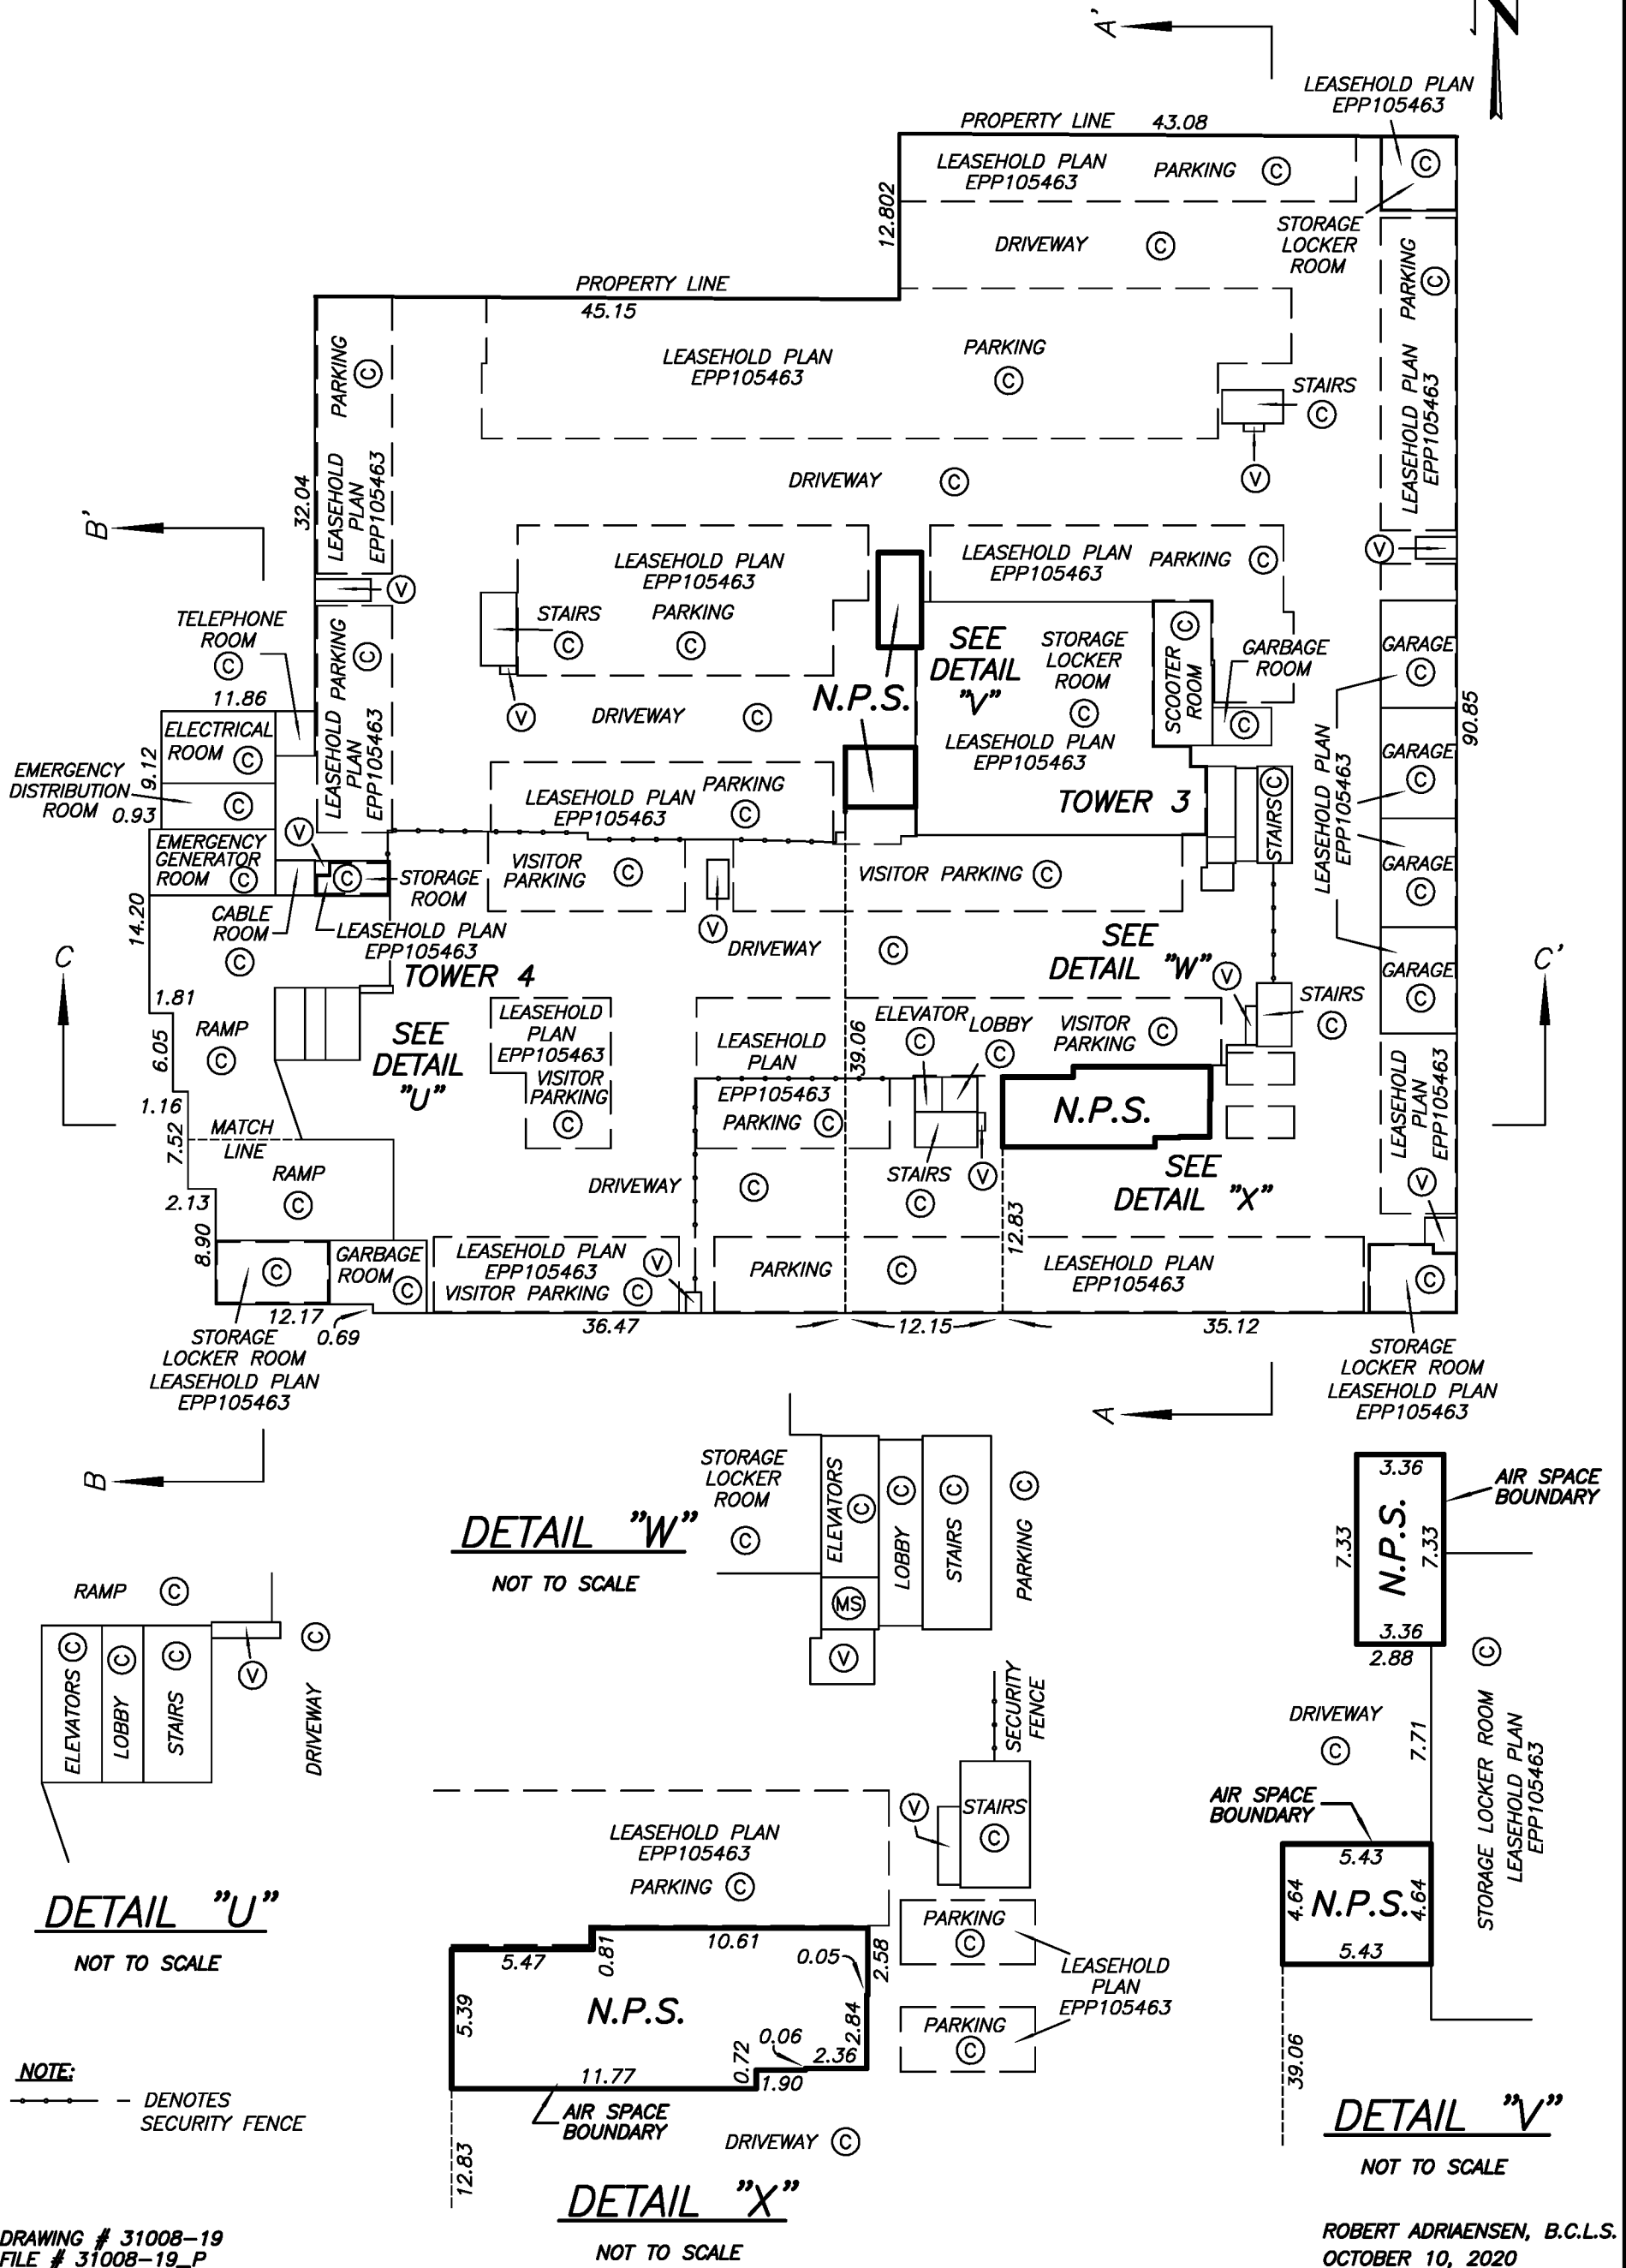 A'
N
LEASEHOLD PLAN
EPP105463
PROPERTY LINE 43.08
LEASEHOLD PLAN
EPP105463
PARKING C
C
12.802
STORAGE
LOCKER
ROOM
DRIVEWAY C
PROPERTY LINE
45.15
LEASEHOLD PLAN
EPP105463
PARKING
C
LEASEHOLD PLAN PARKING
EPP105463
C
PARKING C
LEASEHOLD
PLAN
EPP105463
32.04
STAIRS
C
V
DRIVEWAY C
B'
LEASEHOLD PLAN
EPP105463
PARKING
C
LEASEHOLD PLAN
EPP105463
PARKING C
V
V
TELEPHONE
ROOM
C
11.86
STAIRS
C
V
PARKING C
LEASEHOLD
PLAN
EPP105463
SEE
DETAIL
"V"
N.P.S.
STORAGE
LOCKER
ROOM
C
LEASEHOLD PLAN
EPP105463
SCOOTER
ROOM
C
GARBAGE
ROOM
C
GARAGE
C
90.85
DRIVEWAY C
ELECTRICAL
ROOM C
9.12
EMERGENCY
DISTRIBUTION
ROOM 0.93
C
GARAGE
C
LEASEHOLD PLAN
EPP105463
LEASEHOLD PLAN
EPP105463
PARKING
C
TOWER 3
STAIRS C
EMERGENCY
GENERATOR
ROOM C
V
C
STORAGE
ROOM
VISITOR
PARKING
C
VISITOR PARKING C
GARAGE
C
14.20
CABLE
ROOM
C
LEASEHOLD PLAN
EPP105463
V
DRIVEWAY C
SEE
DETAIL "W"
GARAGE
C
C
C'
TOWER 4
1.81
RAMP
C
6.05
SEE
DETAIL
"U"
LEASEHOLD
PLAN
EPP105463
VISITOR
PARKING
C
LEASEHOLD
PLAN
EPP105463
PARKING C
39.06
ELEVATOR
C
LOBBY
C
VISITOR
PARKING
C
V
STAIRS
C
N.P.S.
LEASEHOLD
PLAN
EPP105463
1.16
7.52
MATCH
LINE
RAMP
C
2.13
8.90
DRIVEWAY C
STAIRS
C
V
SEE
DETAIL "X"
12.83
V
C
GARBAGE
ROOM
C
LEASEHOLD PLAN
EPP105463
VISITOR PARKING C
V
PARKING C
LEASEHOLD PLAN
EPP105463
C
12.17
0.69
36.47
12.15
35.12
STORAGE
LOCKER ROOM
LEASEHOLD PLAN
EPP105463
STORAGE
LOCKER ROOM
LEASEHOLD PLAN
EPP105463
A
B
STORAGE
LOCKER
ROOM
C
ELEVATORS C
LOBBY C
STAIRS C
PARKING C
MS
V
DETAIL "W"
NOT TO SCALE
3.36
7.33
N.P.S.
7.33
3.36
2.88
AIR SPACE
BOUNDARY
RAMP C
ELEVATORS C
LOBBY C
STAIRS C
V
DRIVEWAY C
SECURITY
FENCE
DRIVEWAY
C
7.71
STORAGE LOCKER ROOM C
LEASEHOLD PLAN
EPP105463
AIR SPACE
BOUNDARY
5.43
4.64
N.P.S.
4.64
5.43
39.06
DETAIL "U"
NOT TO SCALE
LEASEHOLD PLAN
EPP105463
PARKING C
V
STAIRS
C
PARKING
C
LEASEHOLD
PLAN
EPP105463
PARKING
C
5.47
0.81
10.61
0.05
2.58
5.39
N.P.S.
2.84
0.06
0.72
2.36
11.77
1.90
AIR SPACE
BOUNDARY
12.83
DRIVEWAY C
NOTE:
— DENOTES
SECURITY FENCE
DETAIL "V"
NOT TO SCALE
DETAIL "X"
NOT TO SCALE
DRAWING # 31008-19
FILE # 31008-19_P
ROBERT ADRIAENSEN, B.C.L.S.
OCTOBER 10, 2020